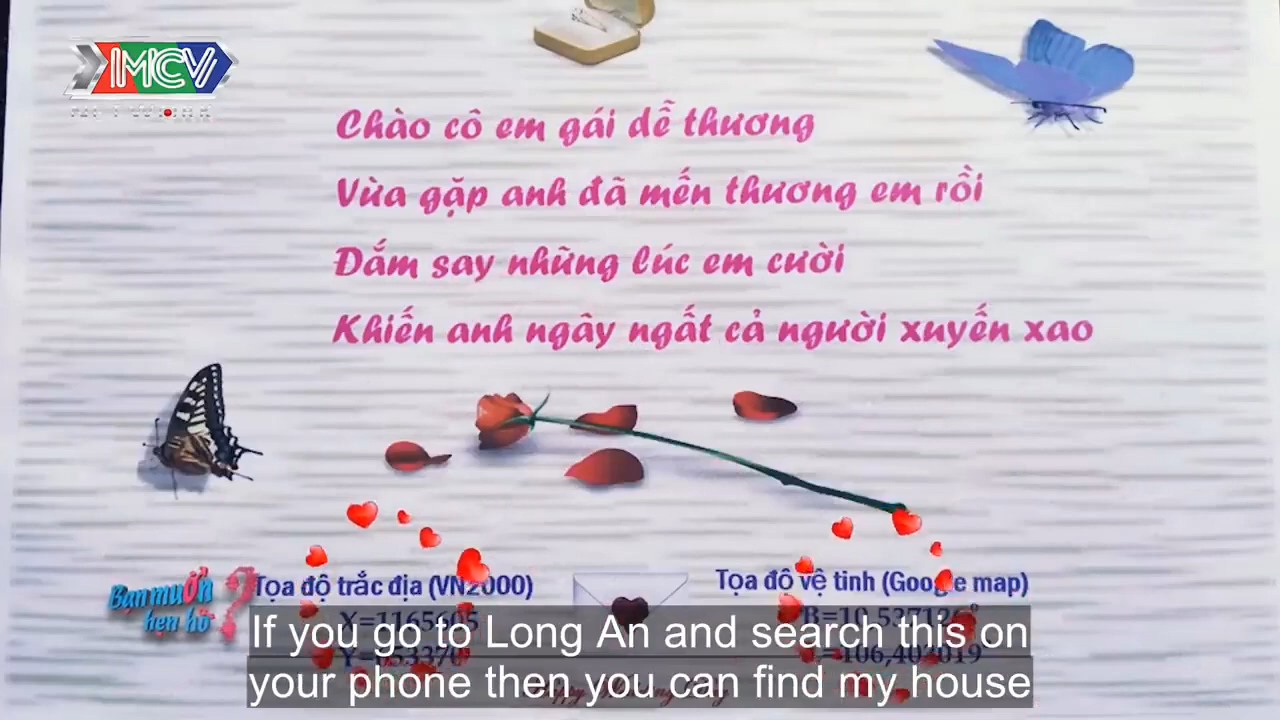 MCV
Chào cô em gái dễ thương
Vừa gặp anh đã mến thương em rồi
Đắm say những lúc em cười
Khiến anh ngây ngất cả người xuyến xao
Bạn muốn
hẹn hò
?
Tọa độ trắc địa (VN2000)
Tọa độ vệ tinh (Google map)
If you go to Long An and search this on
your phone then you can find my house